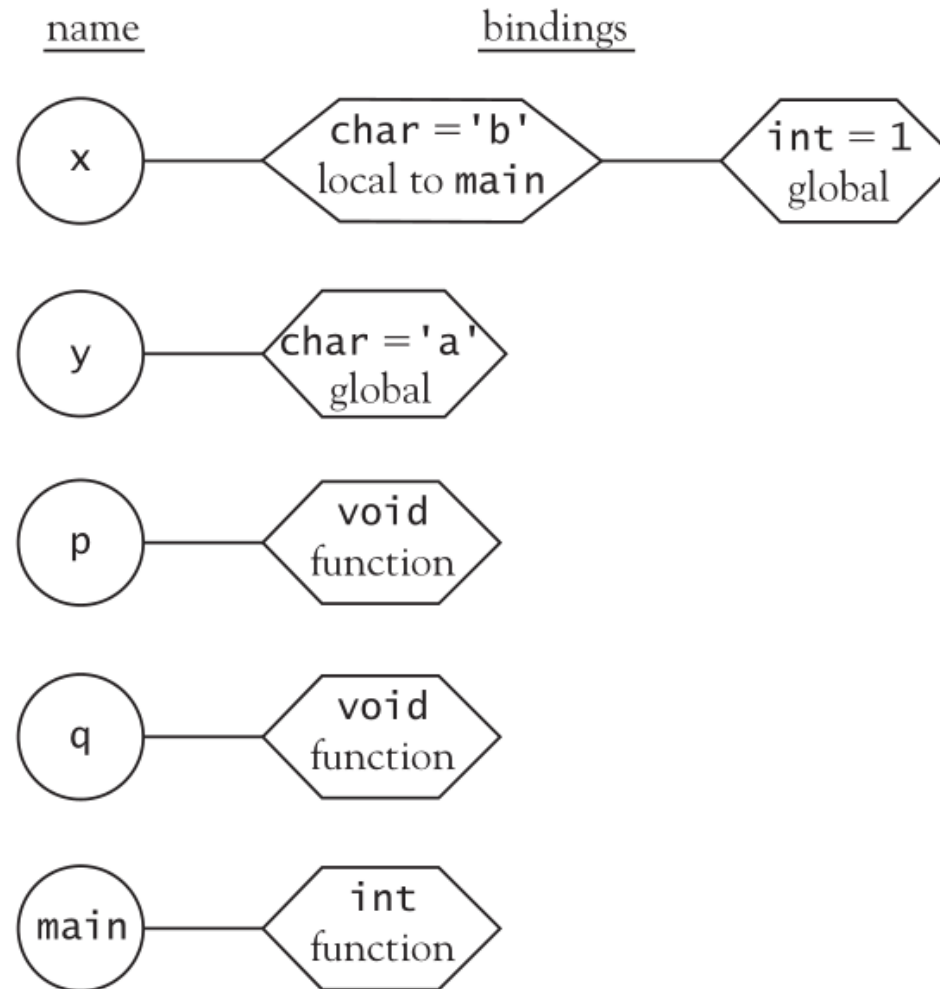 name bindings
x
char = 'b'
local to main
int = 1
global
y
char = 'a'
global
p
void
function
q
void
function
main
int
function